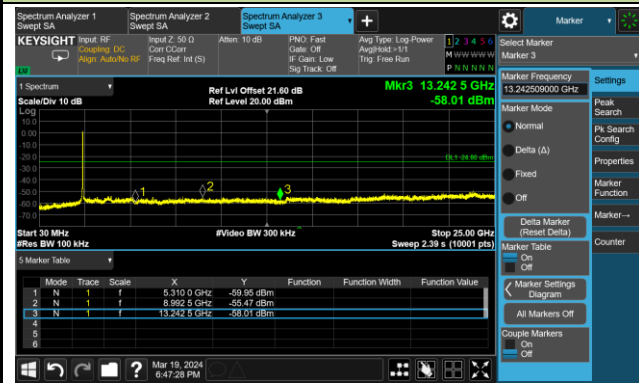 Spectrum Analyzer 1
Swept SA
Spectrum Analyzer 2
Swept SA
Spectrum Analyzer 3
Swept SA
Marker
KEYSIGHT
Input: RF
Coupling: DC
Align: Auto/No RF
Input Z: 50 Ω
Corr CCorr
Freq Ref: Int (S)
Atten: 10 dB
PNO: Fast
Gate: Off
IF Gain: Low
Sig Track: Off
Avg Type: Log-Power
Avg|Hold:>1/1
Trig: Free Run
1 2 3 4 5 6
M W W W W W
P N N N N N
Select Marker
Marker 3
1 Spectrum
Scale/Div 10 dB
Log
Ref Lvl Offset 21.60 dB
Ref Level 20.00 dBm
Mkr3 13.242 5 GHz
-58.01 dBm
10.0
0.00
-10.0
-20.0
-30.0
-40.0
-50.0
-60.0
-70.0
1
2
3
Start 30 MHz
#Res BW 100 kHz
#Video BW 300 kHz
Stop 25.00 GHz
Sweep 2.39 s (10001 pts)
5 Marker Table
Mode Trace Scale X Y Function Function Width Function Value
1 N 1 f 5.310 0 GHz -59.95 dBm
2 N 1 f 8.992 5 GHz -55.47 dBm
3 N 1 f 13.242 5 GHz -58.01 dBm
4
5
6
Marker Frequency
13.242509000 GHz
Marker Mode
Normal
Delta (Δ)
Fixed
Off
Delta Marker
(Reset Delta)
Marker Table
On
Off
Marker Settings
Diagram
All Markers Off
Couple Markers
On
Off
Settings
Peak
Search
Pk Search
Config
Properties
Marker
Function
Marker→
Counter
Mar 19, 2024
6:47:28 PM